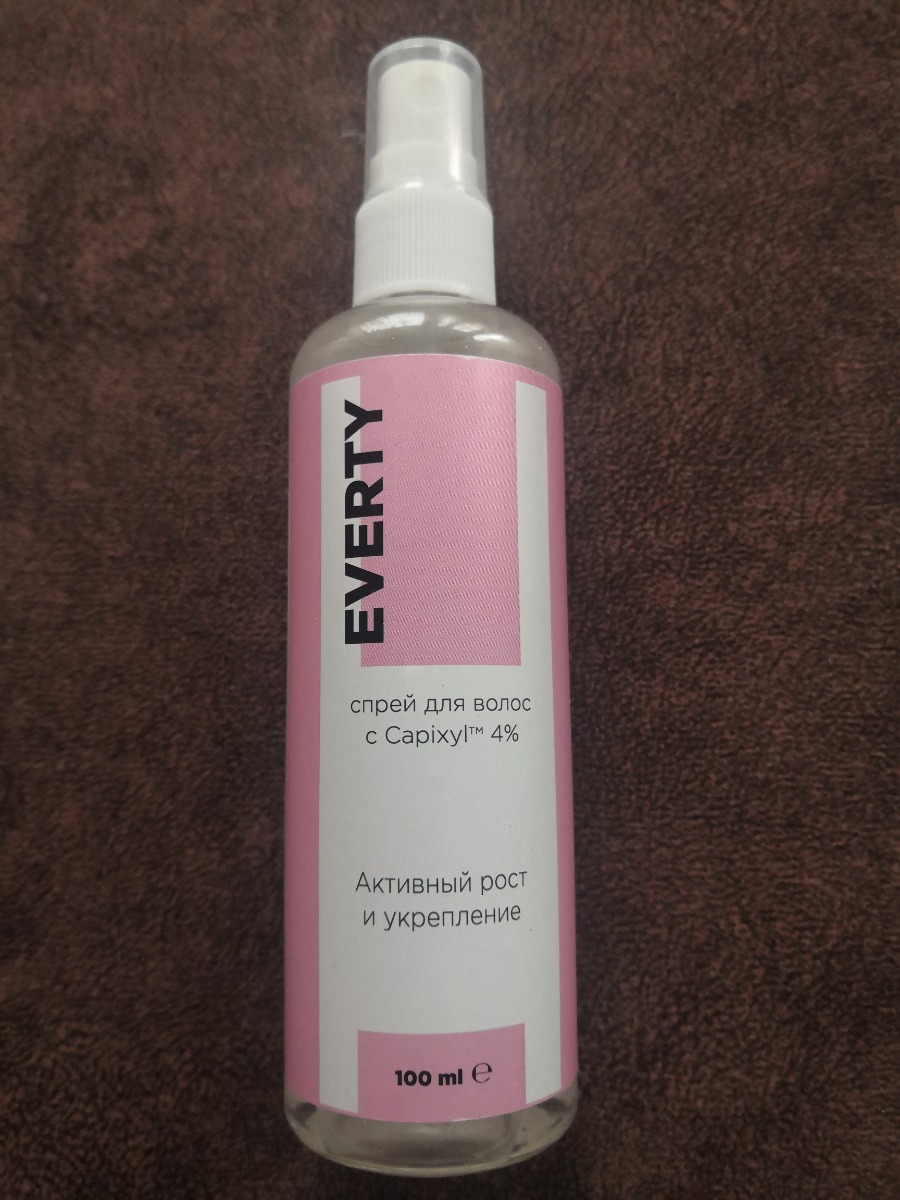 EVERTY
спрей для волос
с Capixyl™ 4%
Активный рост
и укрепление
100 ml ℮